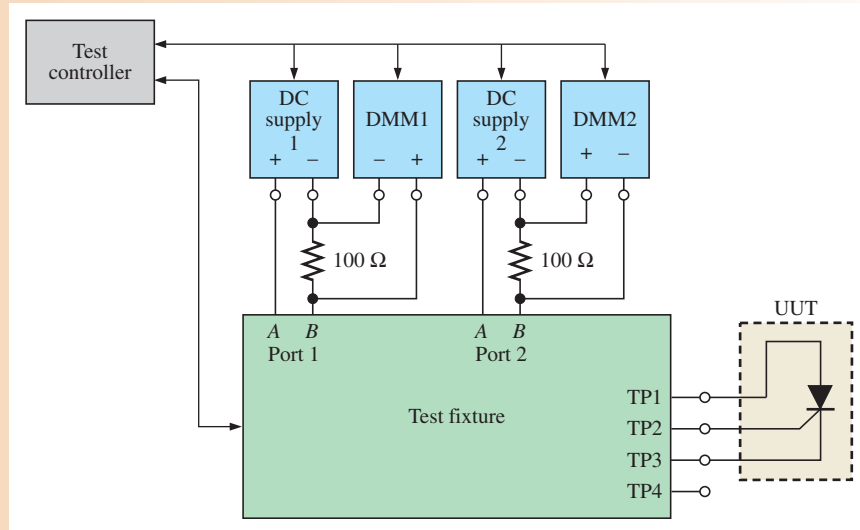 Test
controller
DC
supply
1
+ −
DMM1
− +
DC
supply
2
+ −
DMM2
+ −
100 Ω
100 Ω
A B
Port 1
A B
Port 2
UUT
TP1
Test fixture
TP2
TP3
TP4